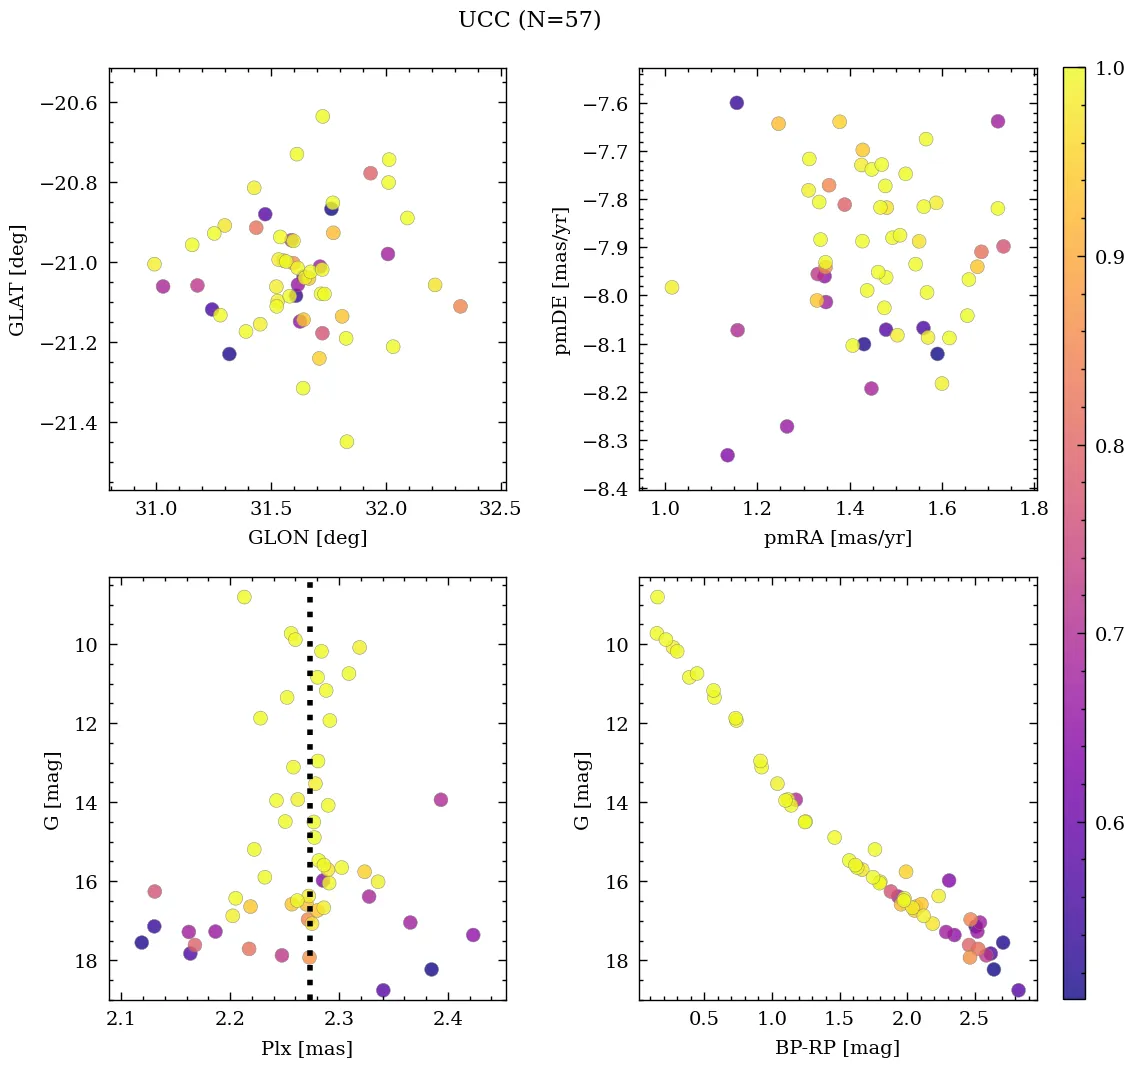 UCC (N=57)
−20.6
−20.8
−21.0
−21.2
−21.4
GLAT [deg]
31.0 31.5 32.0 32.5
GLON [deg]
−7.6
−7.7
−7.8
−7.9
−8.0
−8.1
−8.2
−8.3
−8.4
pmDE [mas/yr]
1.0 1.2 1.4 1.6 1.8
pmRA [mas/yr]
10
12
14
16
18
G [mag]
2.1 2.2 2.3 2.4
Plx [mas]
10
12
14
16
18
G [mag]
0.5 1.0 1.5 2.0 2.5
BP-RP [mag]
1.0
0.9
0.8
0.7
0.6